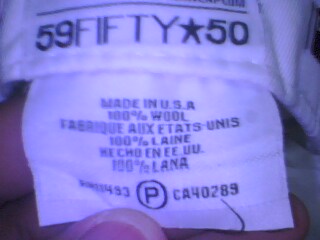 59FIFTY★50
MADE IN U.S.A
100% WOOL
FABRIQUE AUX ETATS-UNIS
100% LAINE
HECHO EN EE.UU.
100% LANA
P CA40289